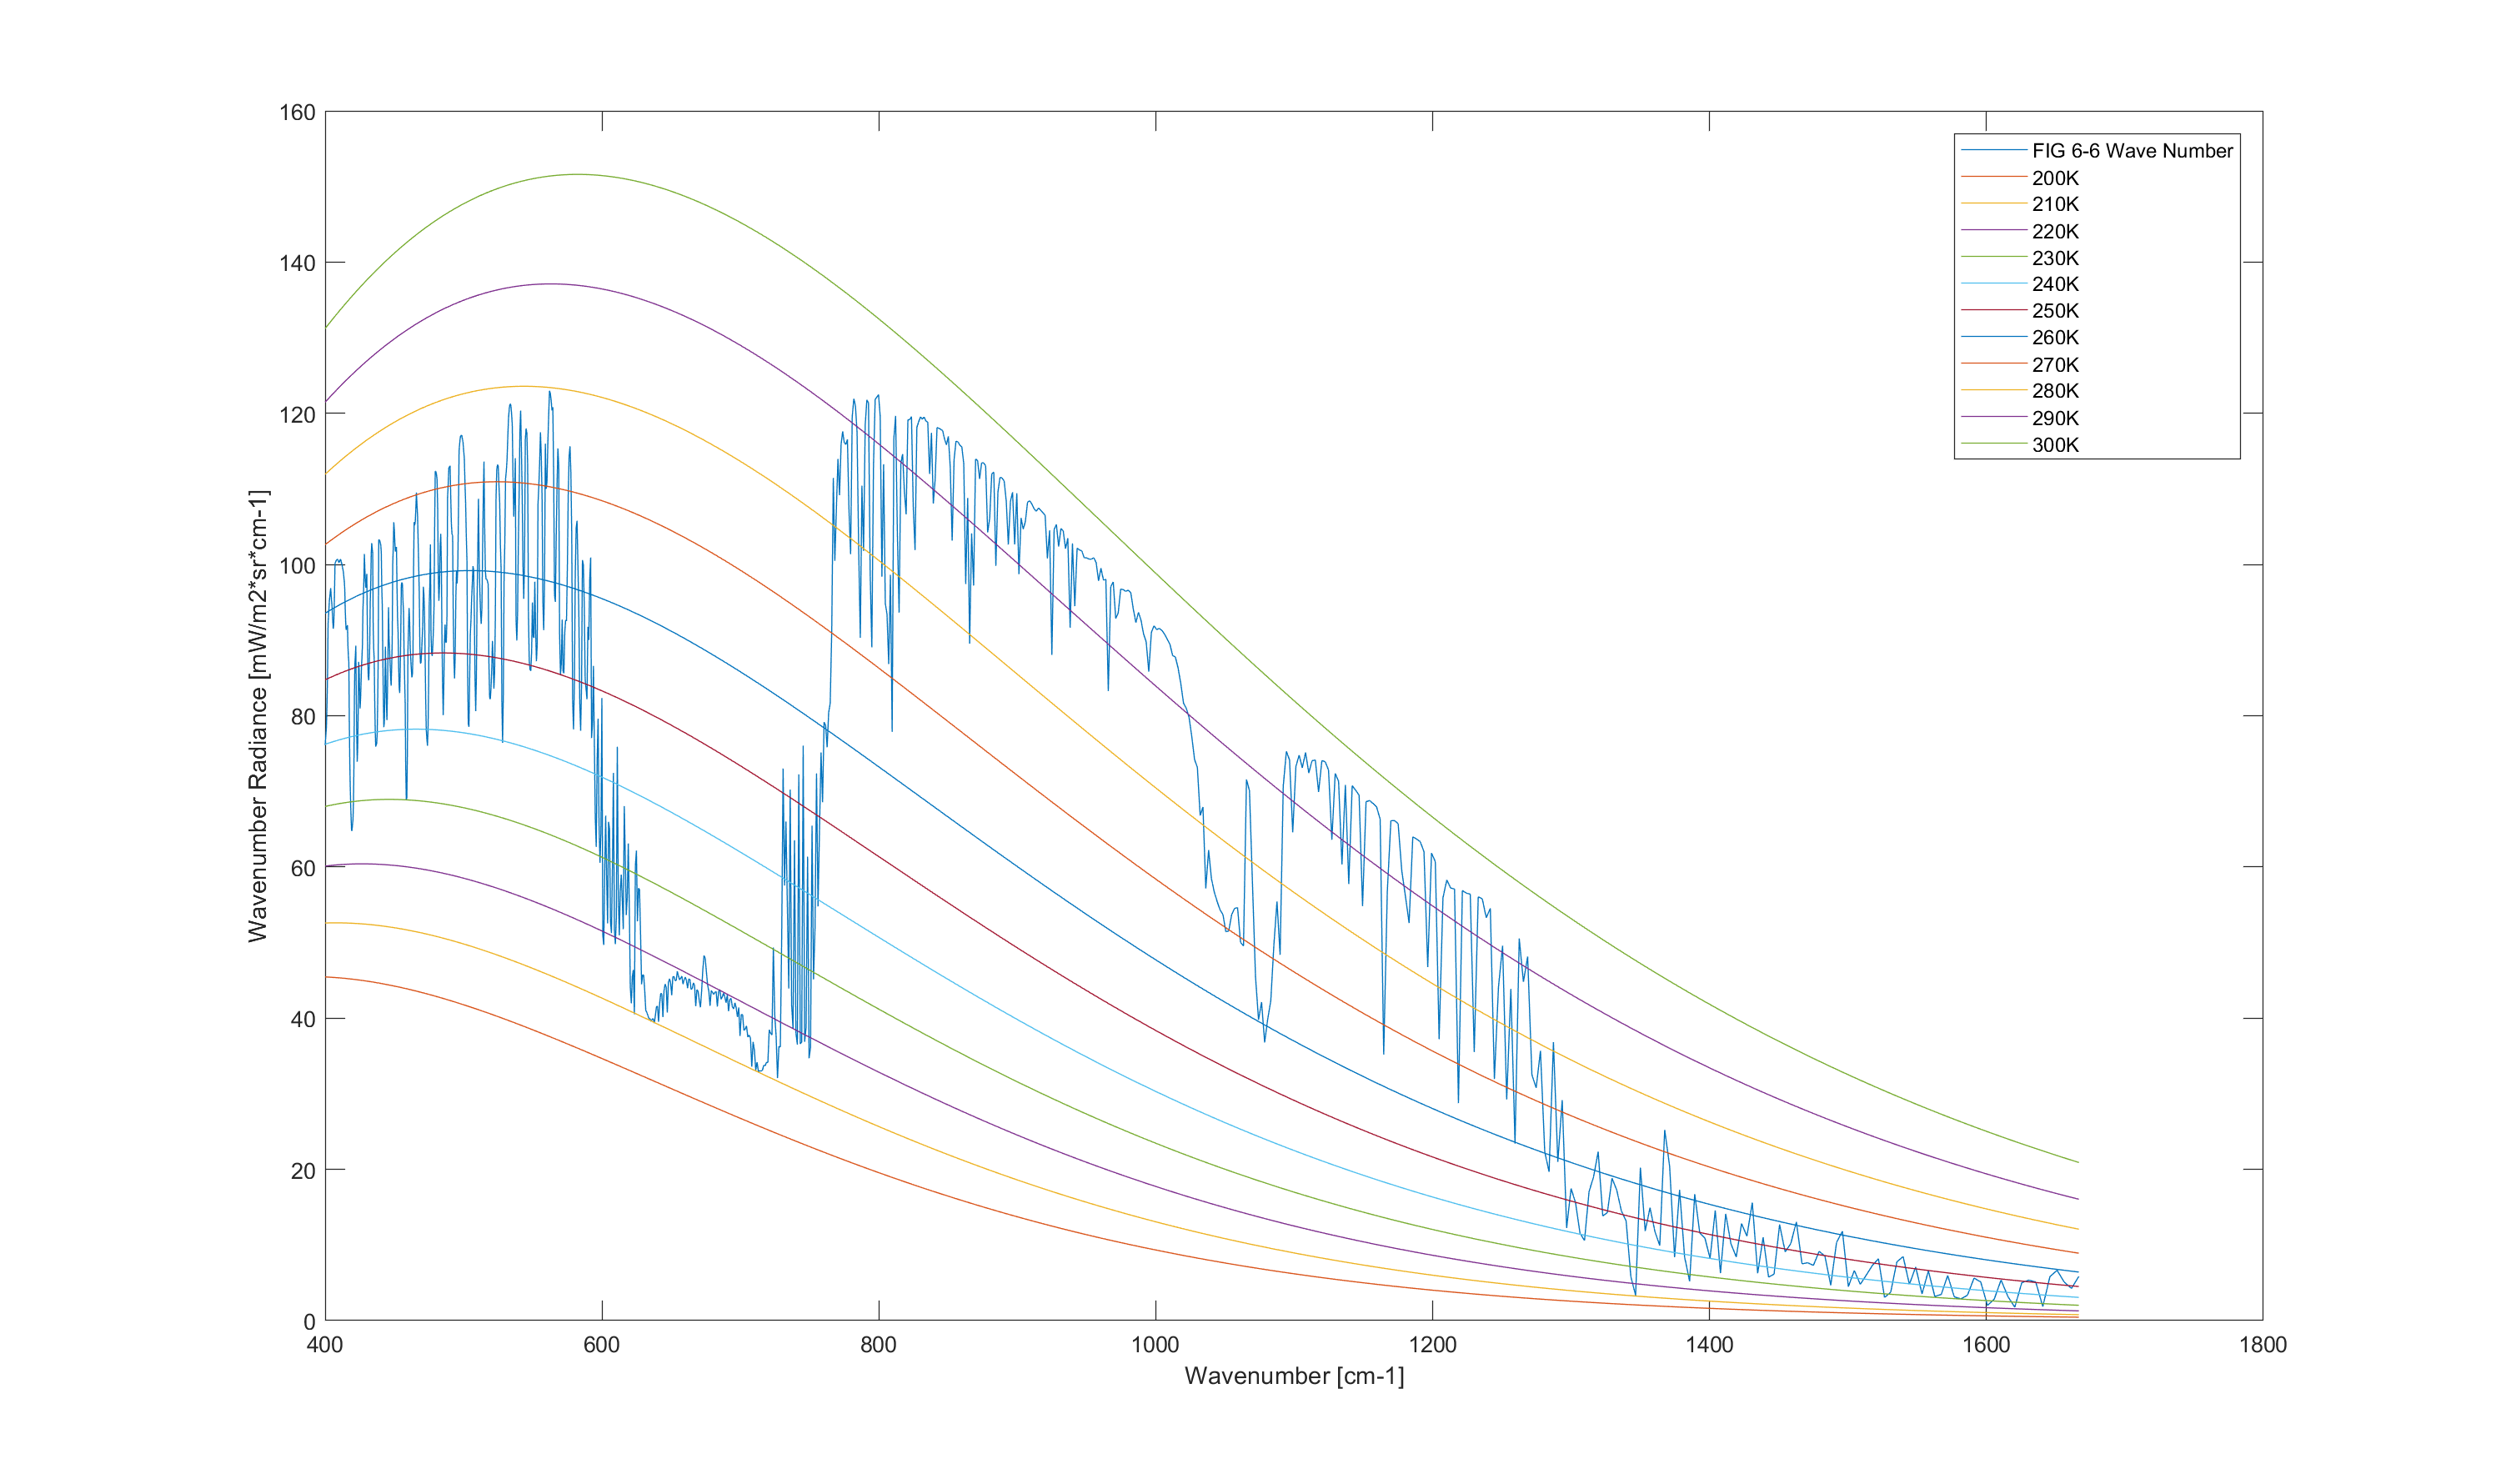 160
140
120
100
80
60
40
20
0
400
600
800
1000
1200
1400
1600
1800
Wavenumber [cm-1]
Wavenumber Radiance [mW/m2*sr*cm-1]
FIG 6-6 Wave Number
200K
210K
220K
230K
240K
250K
260K
270K
280K
290K
300K